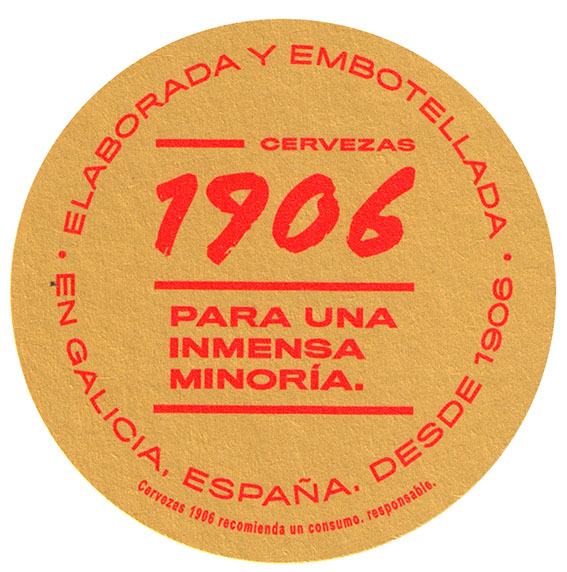 ELABORADA Y EMBOTELLADA
CERVEZAS
1906
PARA UNA
INMENSA
MINORÍA.
• EN GALICIA, ESPAÑA. DESDE 1906 •
Cervezas 1906 recomienda un consumo. responsable.